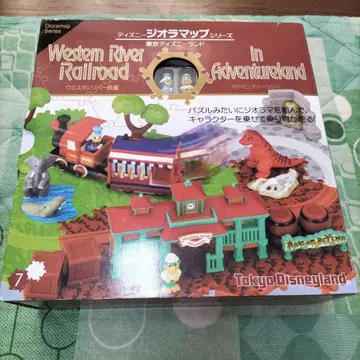 Dioramap
Series
ディズニージオラマップシリーズ
東京ディズニーランド
Western River
Railroad
In
Adventureland
ウエスタンリバー鉄道
パズルみたいにジオラマを組んで、
キャラクターを乗せて乗り物が走る!
ADVENTURELAND
7
Tokyo Disneyland